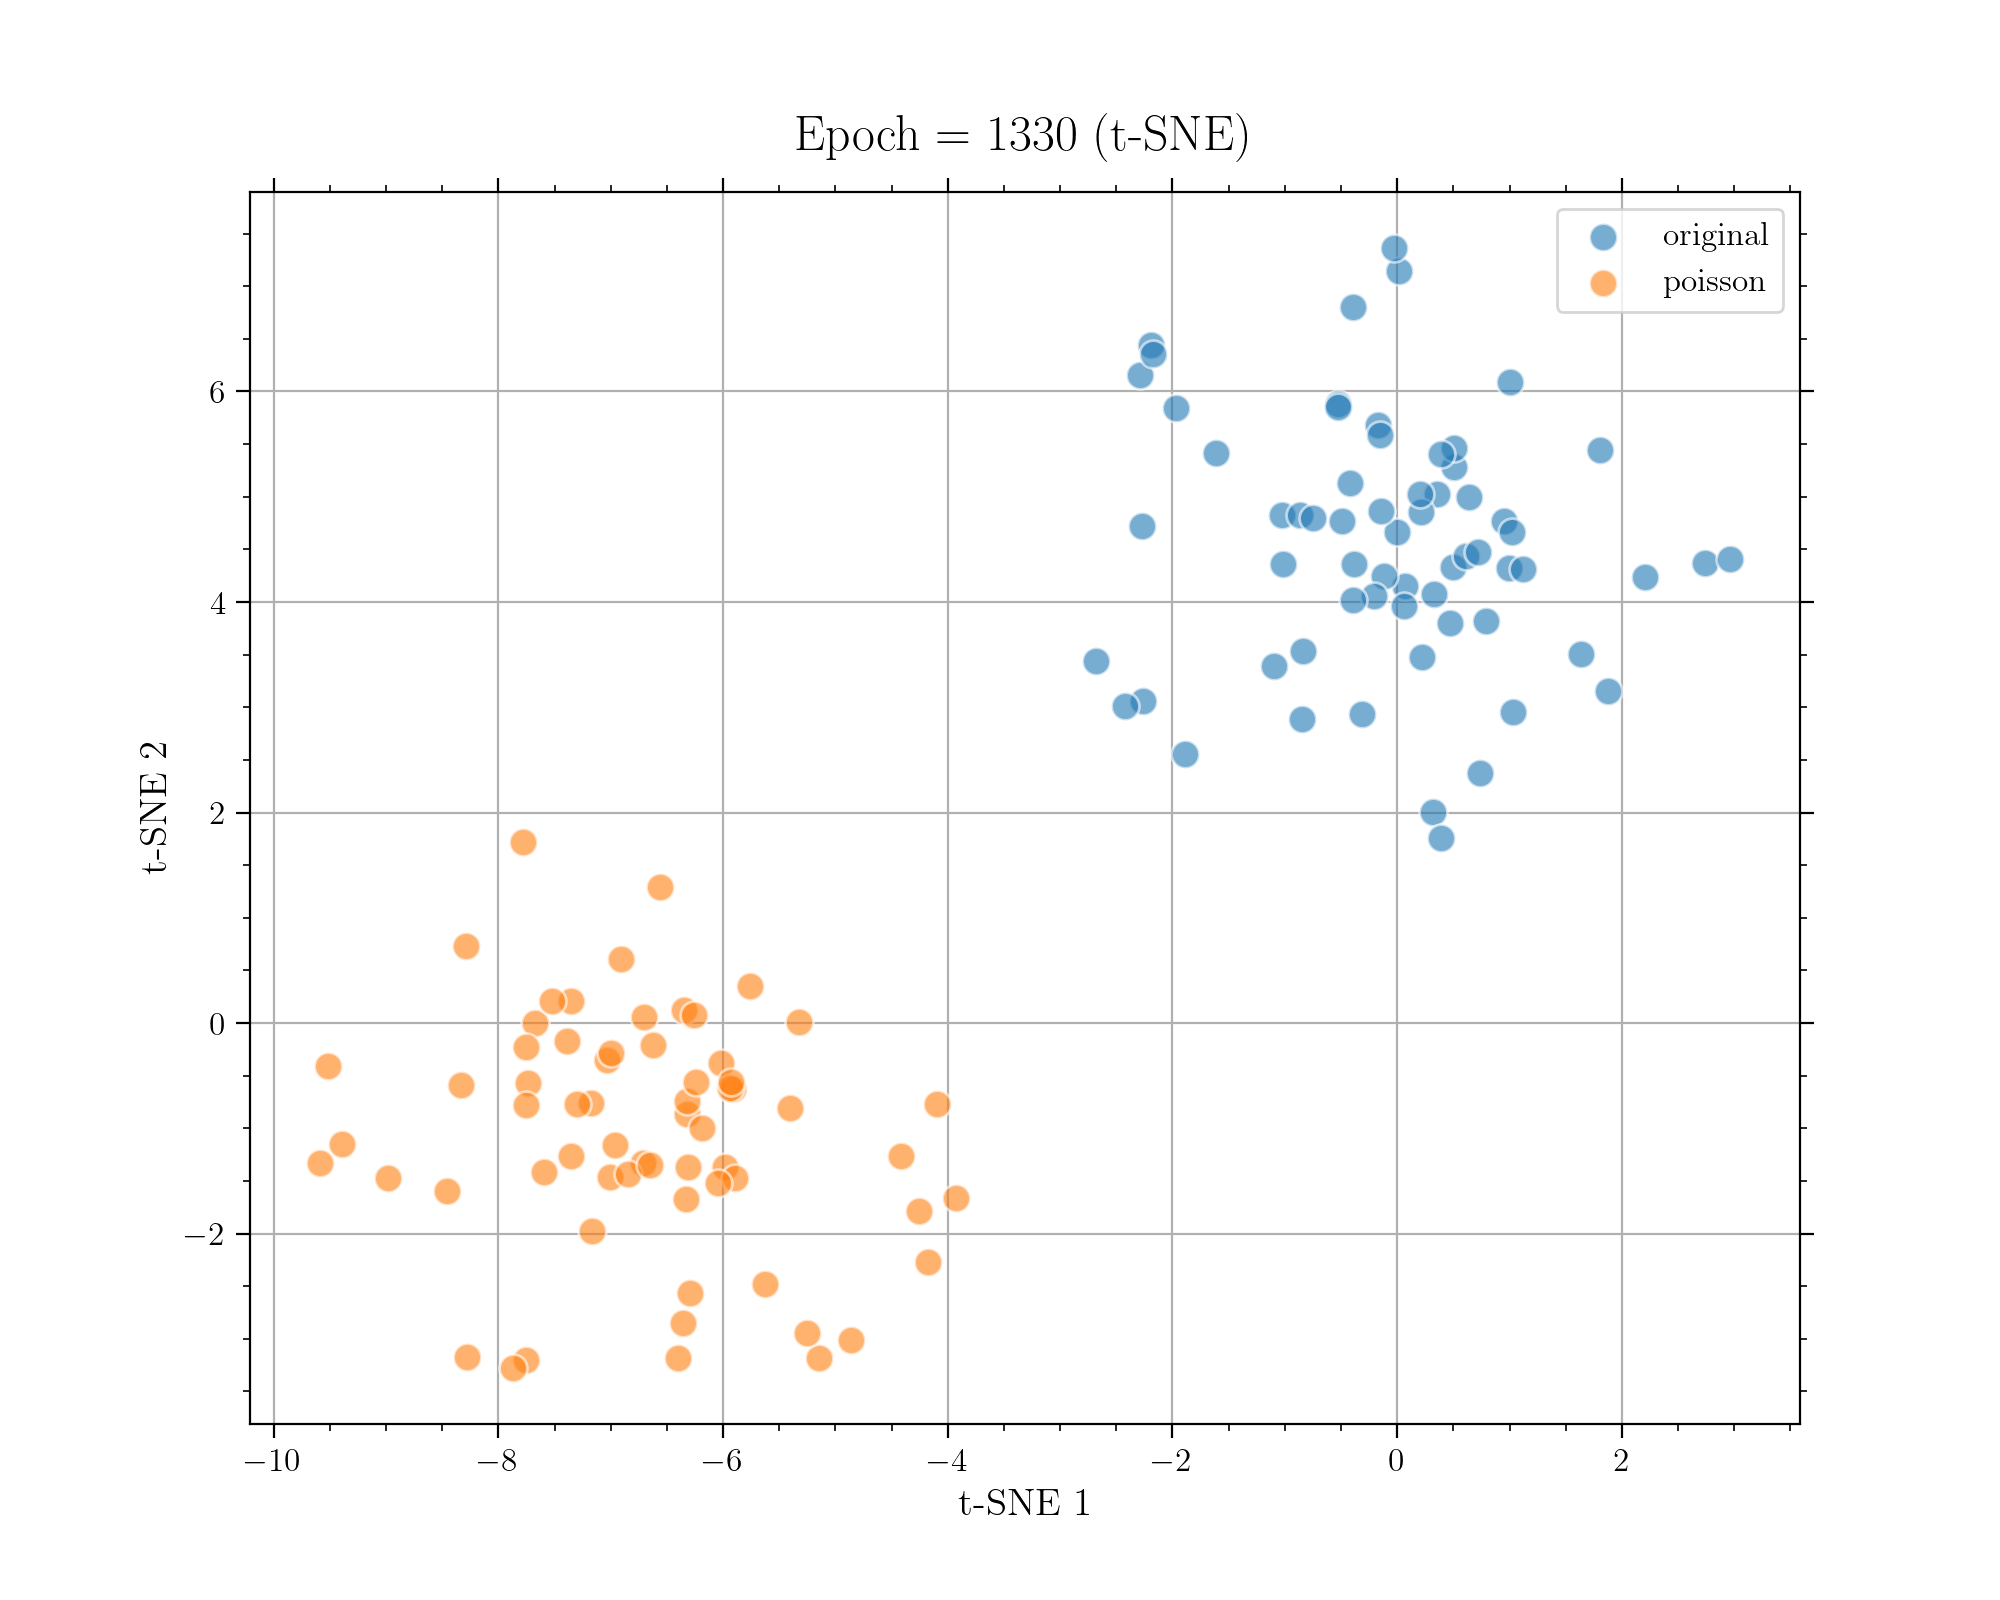 Epoch = 1330 (t-SNE)
original
poisson
6
4
2
0
−2
t-SNE 2
−10 −8 −6 −4 −2 0 2
t-SNE 1